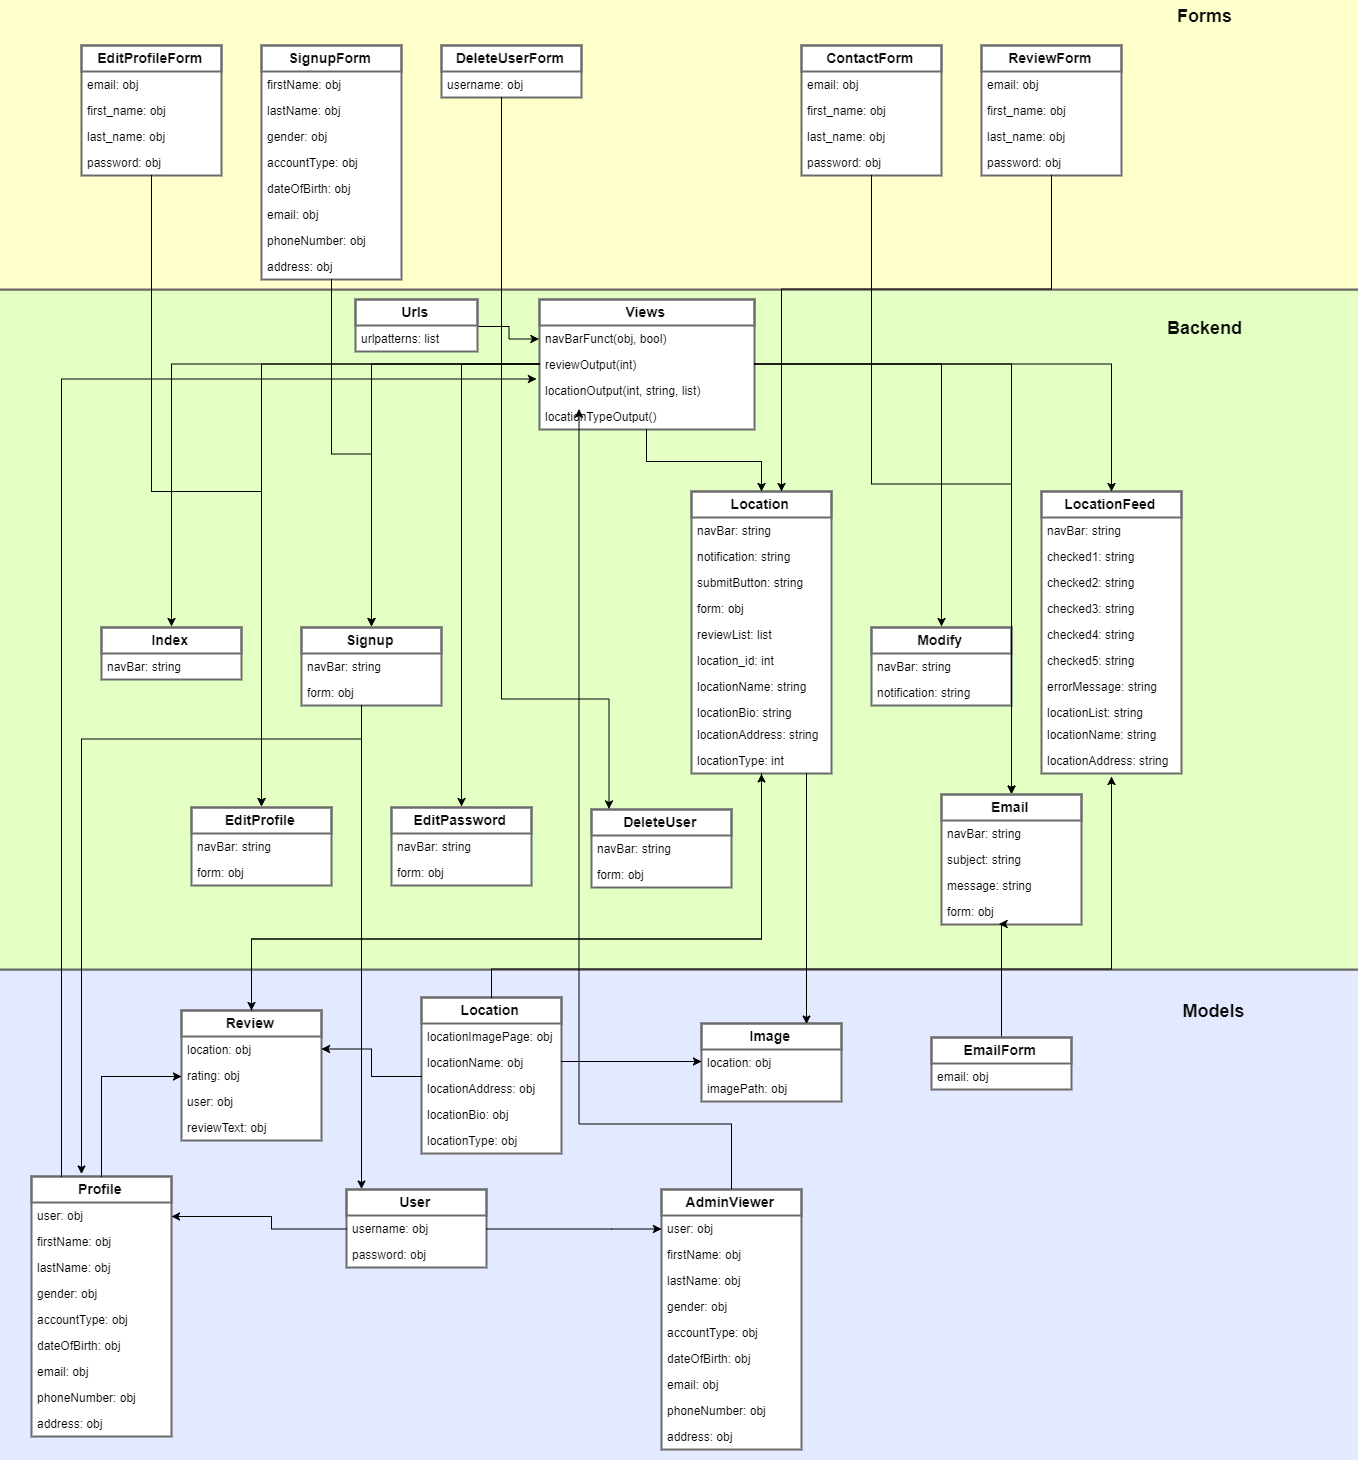 Forms
EditProfileForm
email: obj
first_name: obj
last_name: obj
password: obj
SignupForm
firstName: obj
lastName: obj
gender: obj
accountType: obj
dateOfBirth: obj
email: obj
phoneNumber: obj
address: obj
DeleteUserForm
username: obj
ContactForm
email: obj
first_name: obj
last_name: obj
password: obj
ReviewForm
email: obj
first_name: obj
last_name: obj
password: obj
Backend
Urls
urlpatterns: list
Views
navBarFunct(obj, bool)
reviewOutput(int)
locationOutput(int, string, list)
locationTypeOutput()
Location
navBar: string
notification: string
submitButton: string
form: obj
reviewList: list
location_id: int
locationName: string
locationBio: string
locationAddress: string
locationType: int
LocationFeed
navBar: string
checked1: string
checked2: string
checked3: string
checked4: string
checked5: string
errorMessage: string
locationList: string
locationName: string
locationAddress: string
Index
navBar: string
Signup
navBar: string
form: obj
Modify
navBar: string
notification: string
EditProfile
navBar: string
form: obj
EditPassword
navBar: string
form: obj
DeleteUser
navBar: string
form: obj
Email
navBar: string
subject: string
message: string
form: obj
Models
Review
location: obj
rating: obj
user: obj
reviewText: obj
Location
locationImagePage: obj
locationName: obj
locationAddress: obj
locationBio: obj
locationType: obj
Image
location: obj
imagePath: obj
EmailForm
email: obj
Profile
user: obj
firstName: obj
lastName: obj
gender: obj
accountType: obj
dateOfBirth: obj
email: obj
phoneNumber: obj
address: obj
User
username: obj
password: obj
AdminViewer
user: obj
firstName: obj
lastName: obj
gender: obj
accountType: obj
dateOfBirth: obj
email: obj
phoneNumber: obj
address: obj